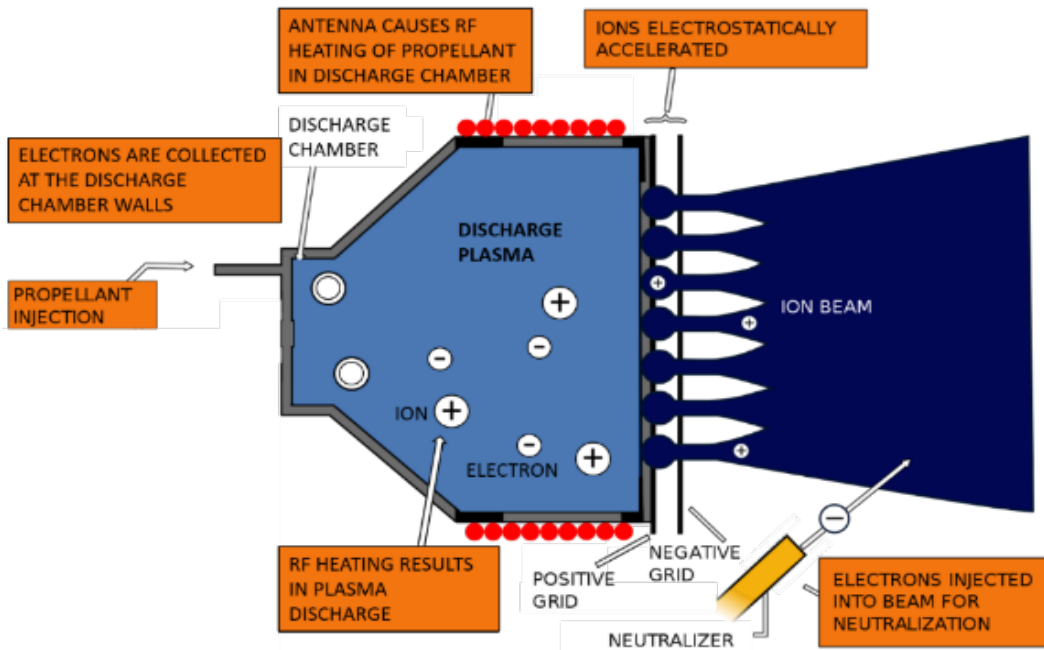 ANTENNA CAUSES RF
HEATING OF PROPELLANT
IN DISCHARGE CHAMBER
IONS ELECTROSTATICALLY
ACCELERATED
DISCHARGE
CHAMBER
ELECTRONS ARE COLLECTED
AT THE DISCHARGE
CHAMBER WALLS
DISCHARGE
PLASMA
PROPELLANT
INJECTION
ION BEAM
ION
ELECTRON
RF HEATING RESULTS
IN PLASMA
DISCHARGE
POSITIVE
GRID
NEGATIVE
GRID
NEUTRALIZER
ELECTRONS INJECTED
INTO BEAM FOR
NEUTRALIZATION